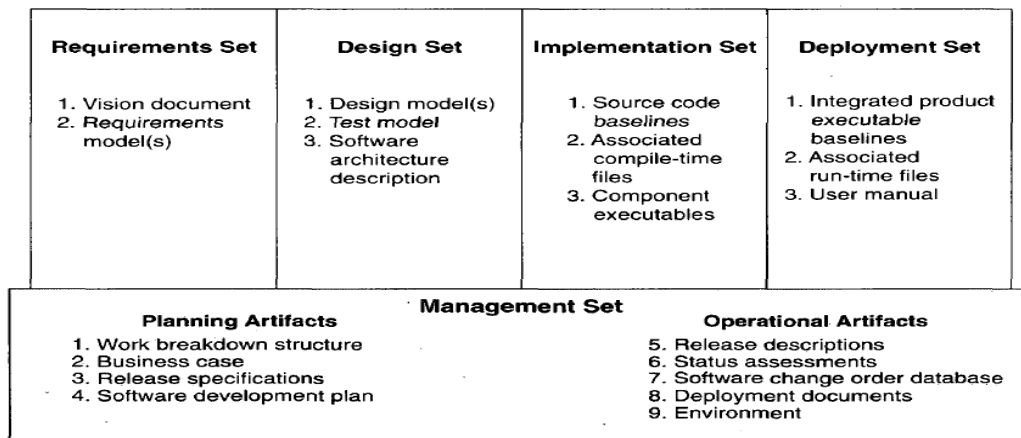 Requirements Set
1. Vision document
2. Requirements
model(s)
Design Set
1. Design model(s)
2. Test model
3. Software
architecture
description
Implementation Set
1. Source code
baselines
2. Associated
compile-time
files
3. Component
executables
Deployment Set
1. Integrated product
executable
baselines
2. Associated
run-time files
3. User manual
Management Set
Planning Artifacts
1. Work breakdown structure
2. Business case
3. Release specifications
4. Software development plan
Operational Artifacts
5. Release descriptions
6. Status assessments
7. Software change order database
8. Deployment documents
9. Environment